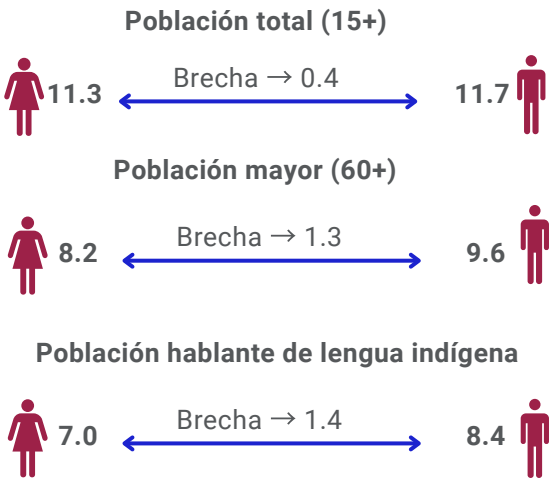 Población total (15+)
Brecha → 0.4
11.3 11.7
Población mayor (60+)
Brecha → 1.3
8.2 9.6
Población hablante de lengua indígena
Brecha → 1.4
7.0 8.4